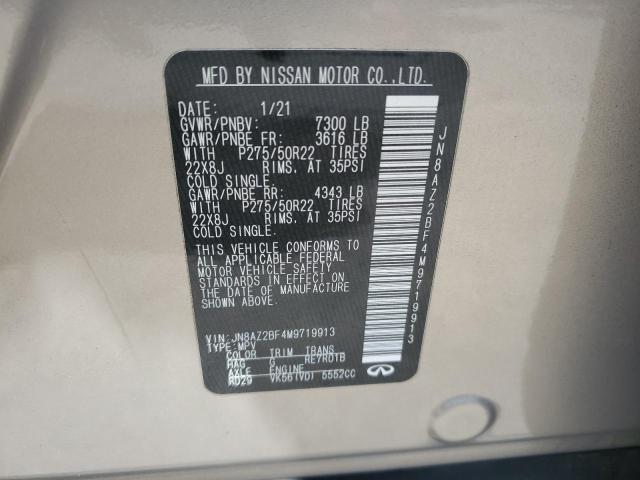 MFD BY NISSAN MOTOR CO.,LTD.
DATE: 1/21
GVWR/PNBV: 7300 LB
GAWR/PNBE FR: 3616 LB
WITH P275/50R22 TIRES
22X8J RIMS, AT 35PSI
COLD SINGLE.
GAWR/PNBE RR: 4343 LB
WITH P275/50R22 TIRES
22X8J RIMS, AT 35PSI
COLD SINGLE.
THIS VEHICLE CONFORMS TO
ALL APPLICABLE FEDERAL
MOTOR VEHICLE SAFETY
STANDARDS IN EFFECT ON
THE DATE OF MANUFACTURE
SHOWN ABOVE.
VIN: JN8AZ2BF4M9719913
TYPE: MPV
COLOR TRIM TRANS
HAG G RE7R01B
AXLE ENGINE
RD29 VK56(VD) 5552CC
JN8AZ2BF4M9719913
INFINITI